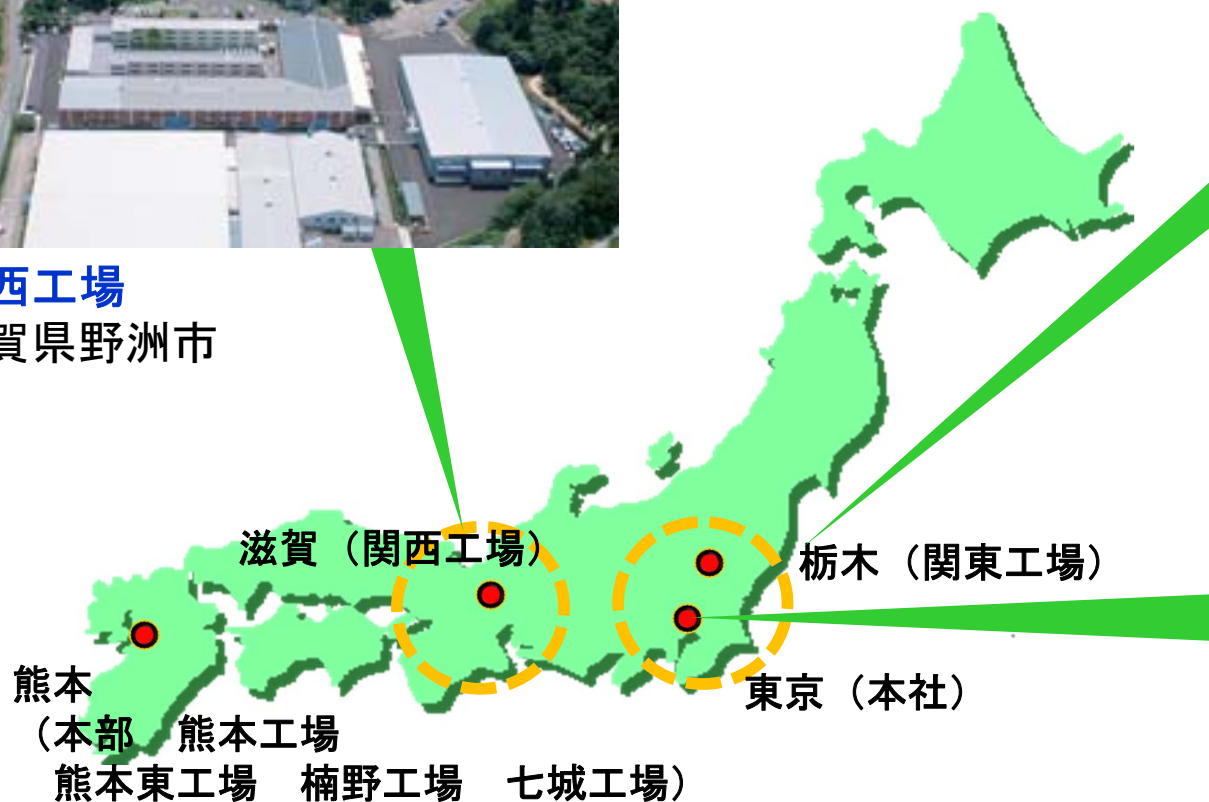 西工場
賀県野洲市
滋賀（関西工場）
栃木（関東工場）
東京（本社）
熊本
（本部　熊本工場
熊本東工場　楠野工場　七城工場）